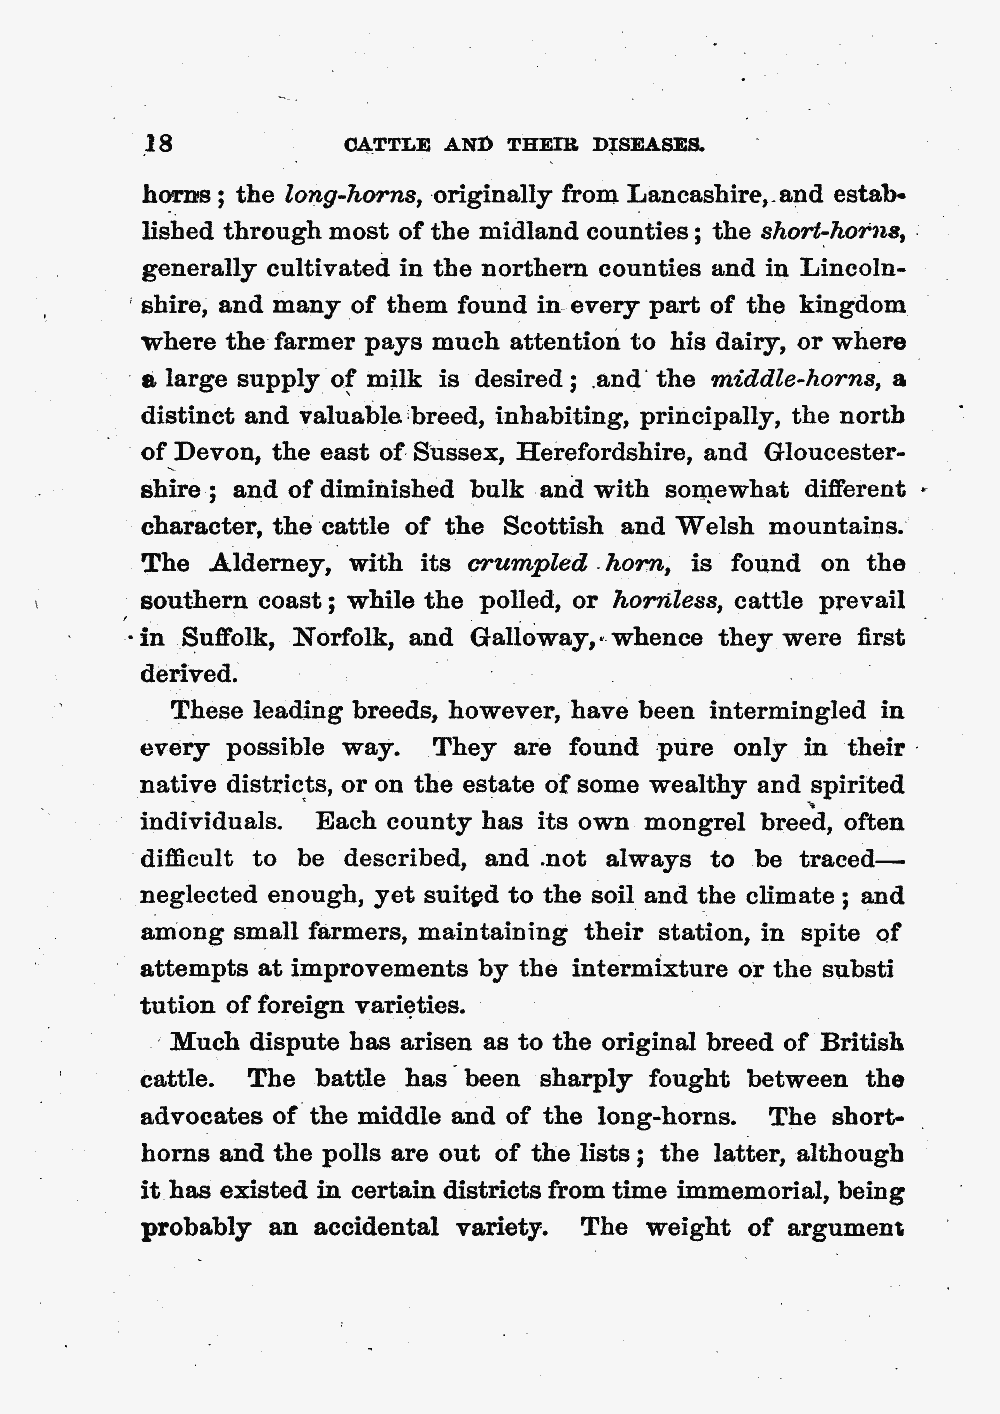 18 CATTLE AND THEIR DISEASES.
horns; the long-horns, originally from Lancashire, and estab-
lished through most of the midland counties; the short-horns,
generally cultivated in the northern counties and in Lincoln-
shire, and many of them found in every part of the kingdom
where the farmer pays much attention to his dairy, or where
a large supply of milk is desired; and the middle-horns, a
distinct and valuable breed, inhabiting, principally, the north
of Devon, the east of Sussex, Herefordshire, and Gloucester-
shire; and of diminished bulk and with somewhat different
character, the cattle of the Scottish and Welsh mountains.
The Alderney, with its crumpled horn, is found on the
southern coast; while the polled, or hornless, cattle prevail
in Suffolk, Norfolk, and Galloway, whence they were first
derived.
These leading breeds, however, have been intermingled in
every possible way. They are found pure only in their
native districts, or on the estate of some wealthy and spirited
individuals. Each county has its own mongrel breed, often
difficult to be described, and not always to be traced—
neglected enough, yet suited to the soil and the climate; and
among small farmers, maintaining their station, in spite of
attempts at improvements by the intermixture or the substi
tution of foreign varieties.
Much dispute has arisen as to the original breed of British
cattle. The battle has been sharply fought between the
advocates of the middle and of the long-horns. The short-
horns and the polls are out of the lists; the latter, although
it has existed in certain districts from time immemorial, being
probably an accidental variety. The weight of argument